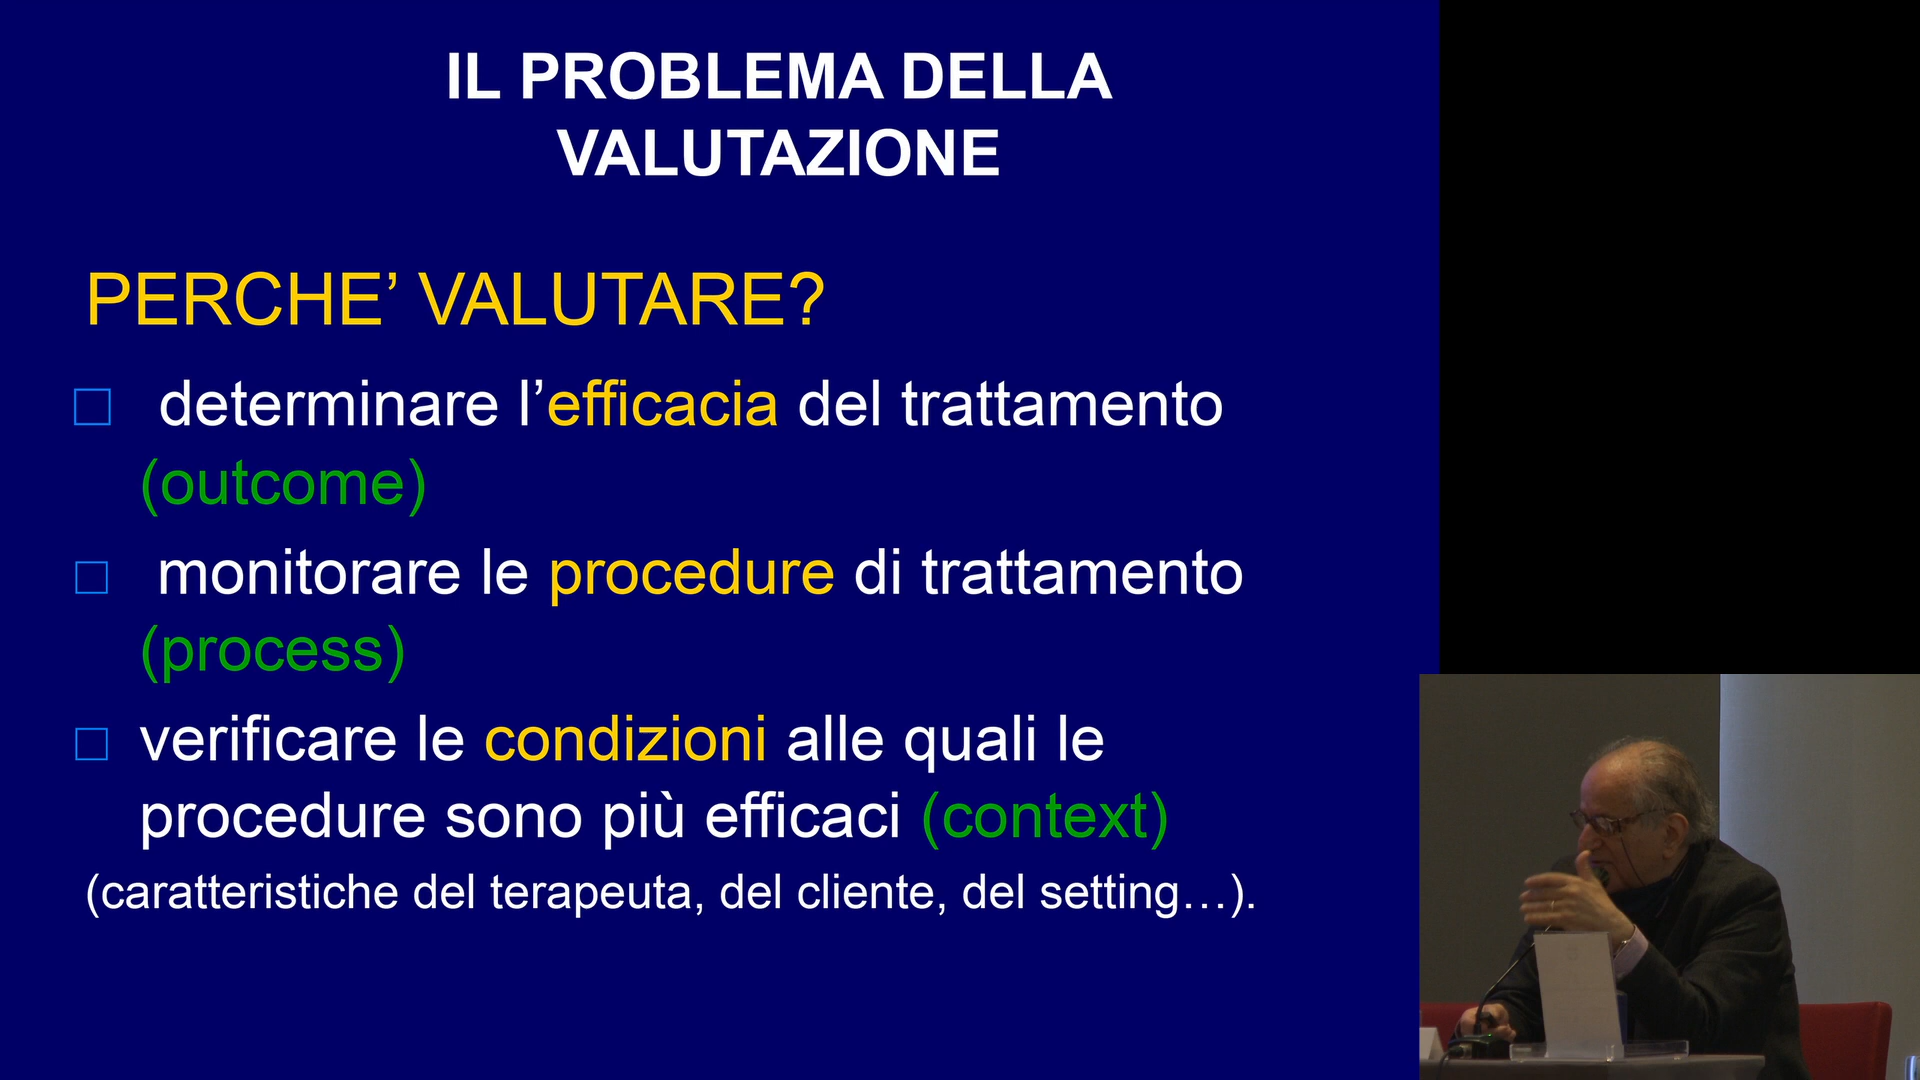 IL PROBLEMA DELLA
VALUTAZIONE
PERCHE’ VALUTARE?
determinare l’efficacia del trattamento
(outcome)
monitorare le procedure di trattamento
(process)
verificare le condizioni alle quali le
procedure sono più efficaci (context)
(caratteristiche del terapeuta, del cliente, del setting…).